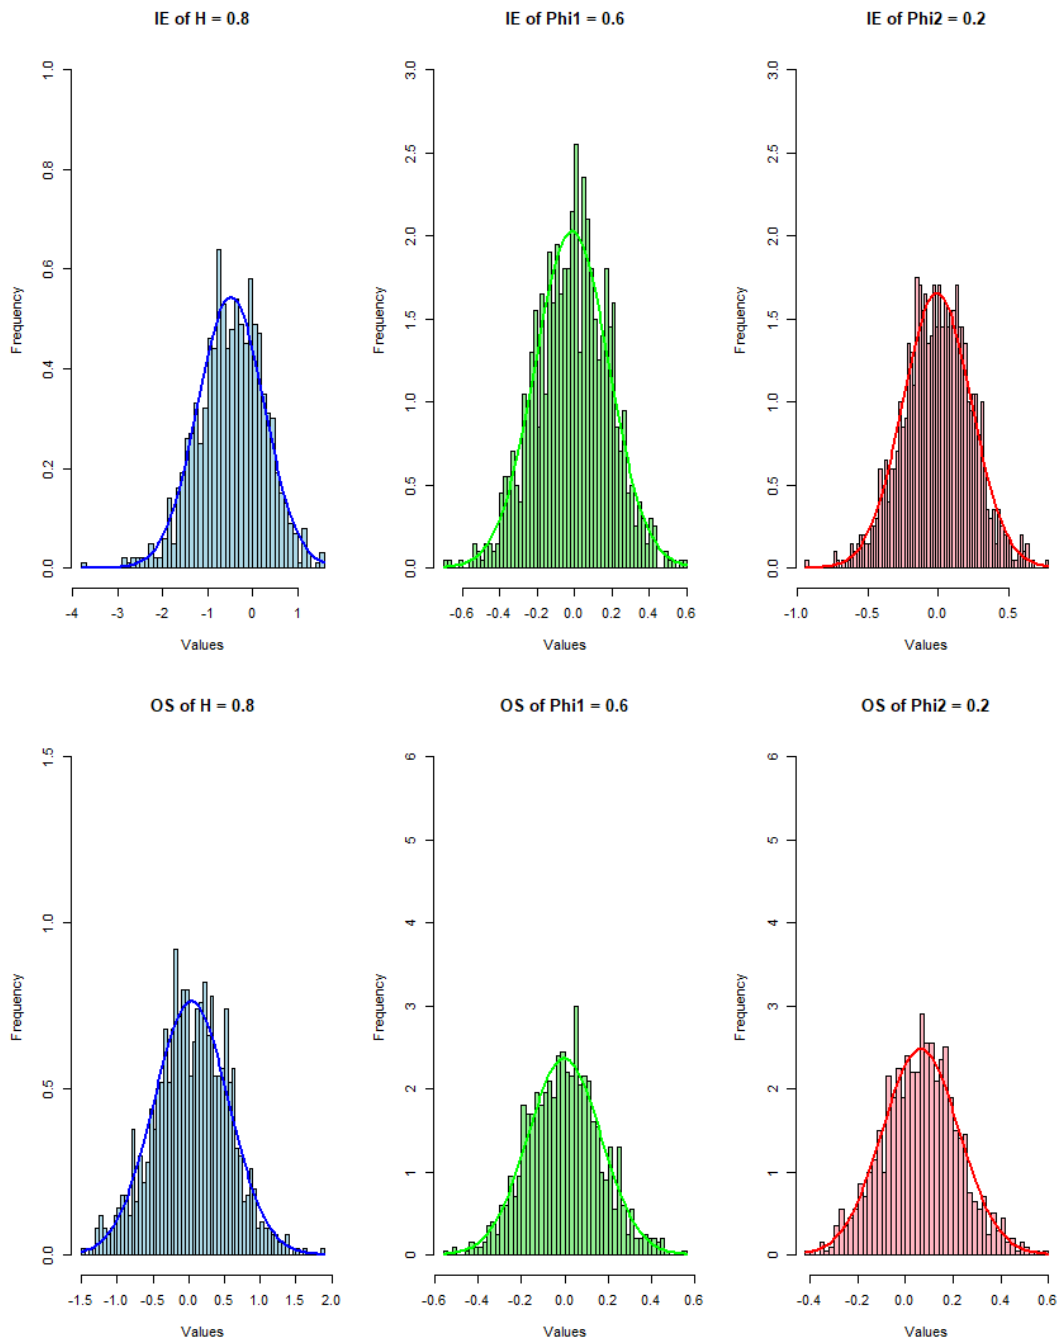 IE of H = 0.8
1.0
0.8
0.6
0.4
0.2
0.0
Frequency
-4 -3 -2 -1 0 1
Values
IE of Phi1 = 0.6
3.0
2.5
2.0
1.5
1.0
0.5
0.0
Frequency
-0.6 -0.4 -0.2 0.0 0.2 0.4 0.6
Values
IE of Phi2 = 0.2
3.0
2.5
2.0
1.5
1.0
0.5
0.0
Frequency
-1.0 -0.5 0.0 0.5
Values
OS of H = 0.8
1.5
1.0
0.5
0.0
Frequency
-1.5 -1.0 -0.5 0.0 0.5 1.0 1.5 2.0
Values
OS of Phi1 = 0.6
6
5
4
3
2
1
0
Frequency
-0.6 -0.4 -0.2 0.0 0.2 0.4 0.6
Values
OS of Phi2 = 0.2
6
5
4
3
2
1
0
Frequency
-0.4 -0.2 0.0 0.2 0.4 0.6
Values